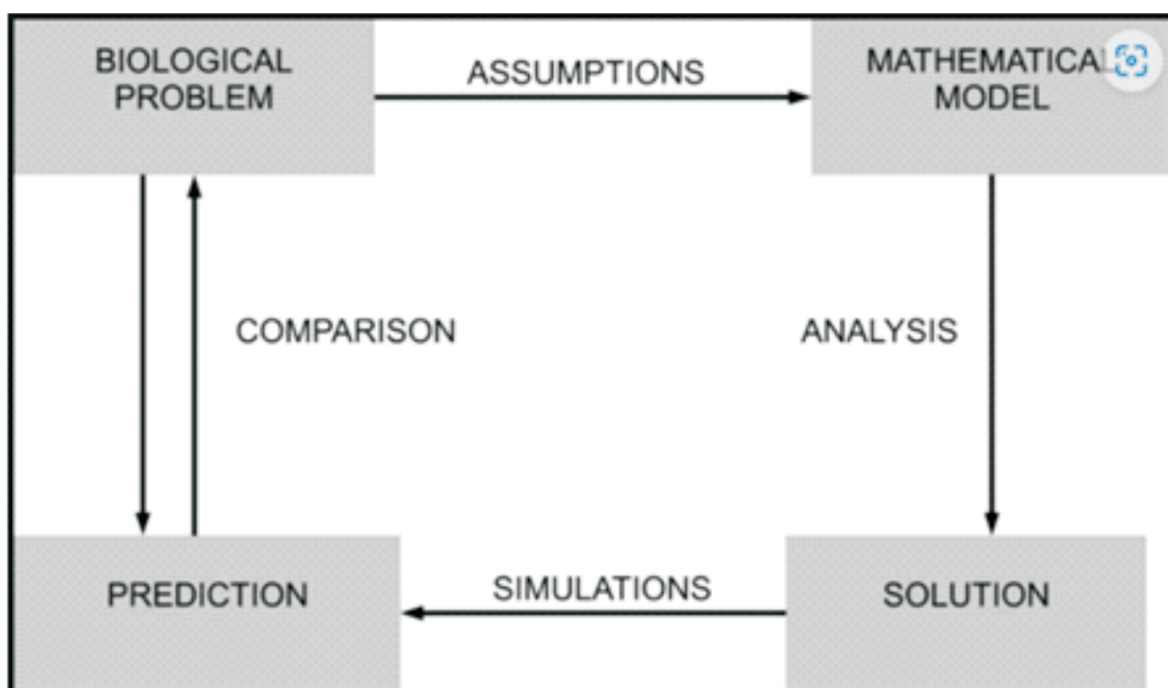 BIOLOGICAL
PROBLEM
ASSUMPTIONS
MATHEMATICAL
MODEL
COMPARISON
ANALYSIS
PREDICTION
SIMULATIONS
SOLUTION